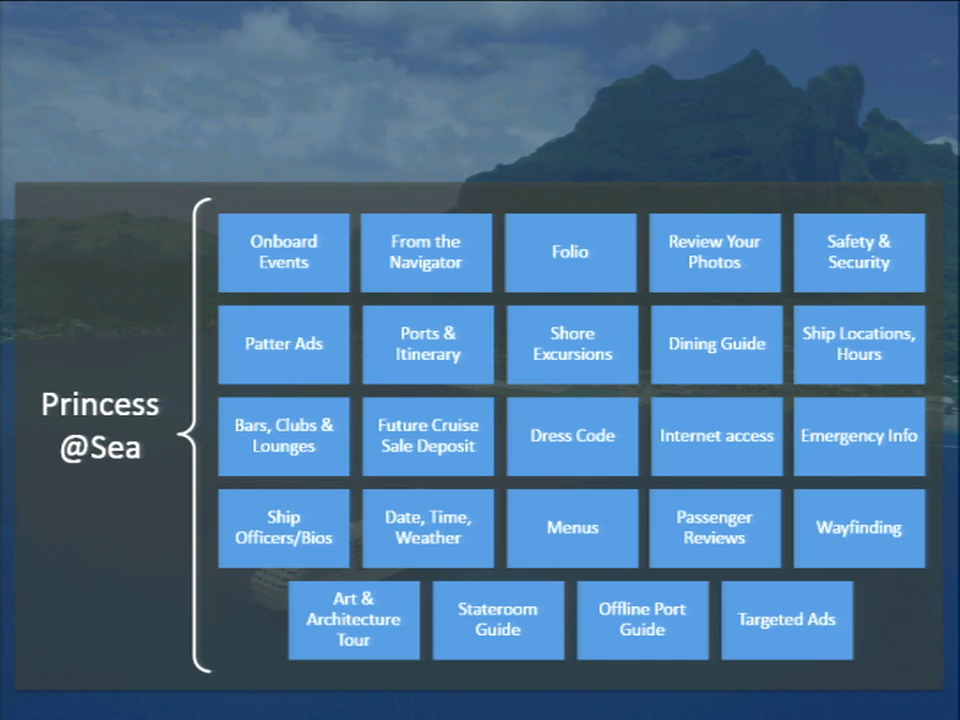 Onboard
Events
From the
Navigator
Folio
Review Your
Photos
Safety &
Security
Patter Ads
Ports &
Itinerary
Shore
Excursions
Dining Guide
Ship Locations,
Hours
Princess
@Sea
Bars, Clubs &
Lounges
Future Cruise
Sale Deposit
Dress Code
Internet access
Emergency Info
Ship
Officers/Bios
Date, Time,
Weather
Menus
Passenger
Reviews
Wayfinding
Art &
Architecture
Tour
Stateroom
Guide
Offline Port
Guide
Targeted Ads